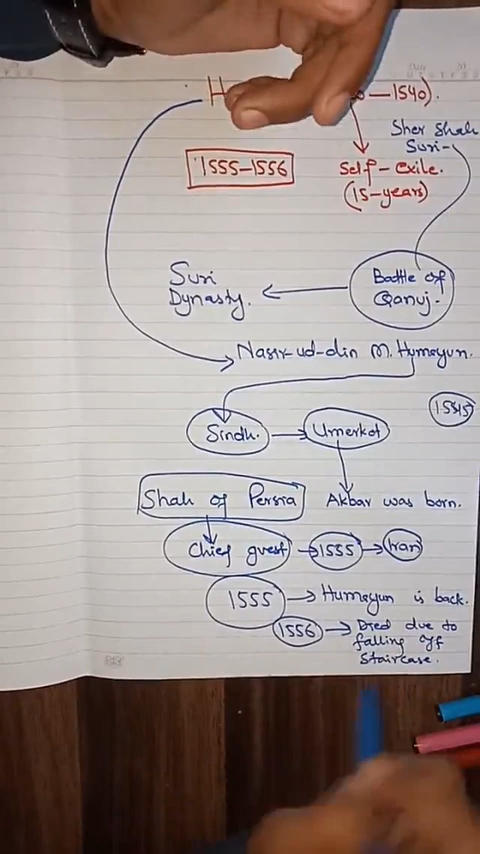 H
—1540).
Sher Shah
Suri-
1555—1556
Self-exile.
(15-years)
Suri
Dynasty.
Battle of
Qanuj.
Nasir-ud-din M. Humayun.
1545
Sindh.
Umerkot
Shah of Persia
Akbar was born.
Chief guest
1555
Iran
1555
Humayun is back.
1556
Died due to
falling off
Staircase.